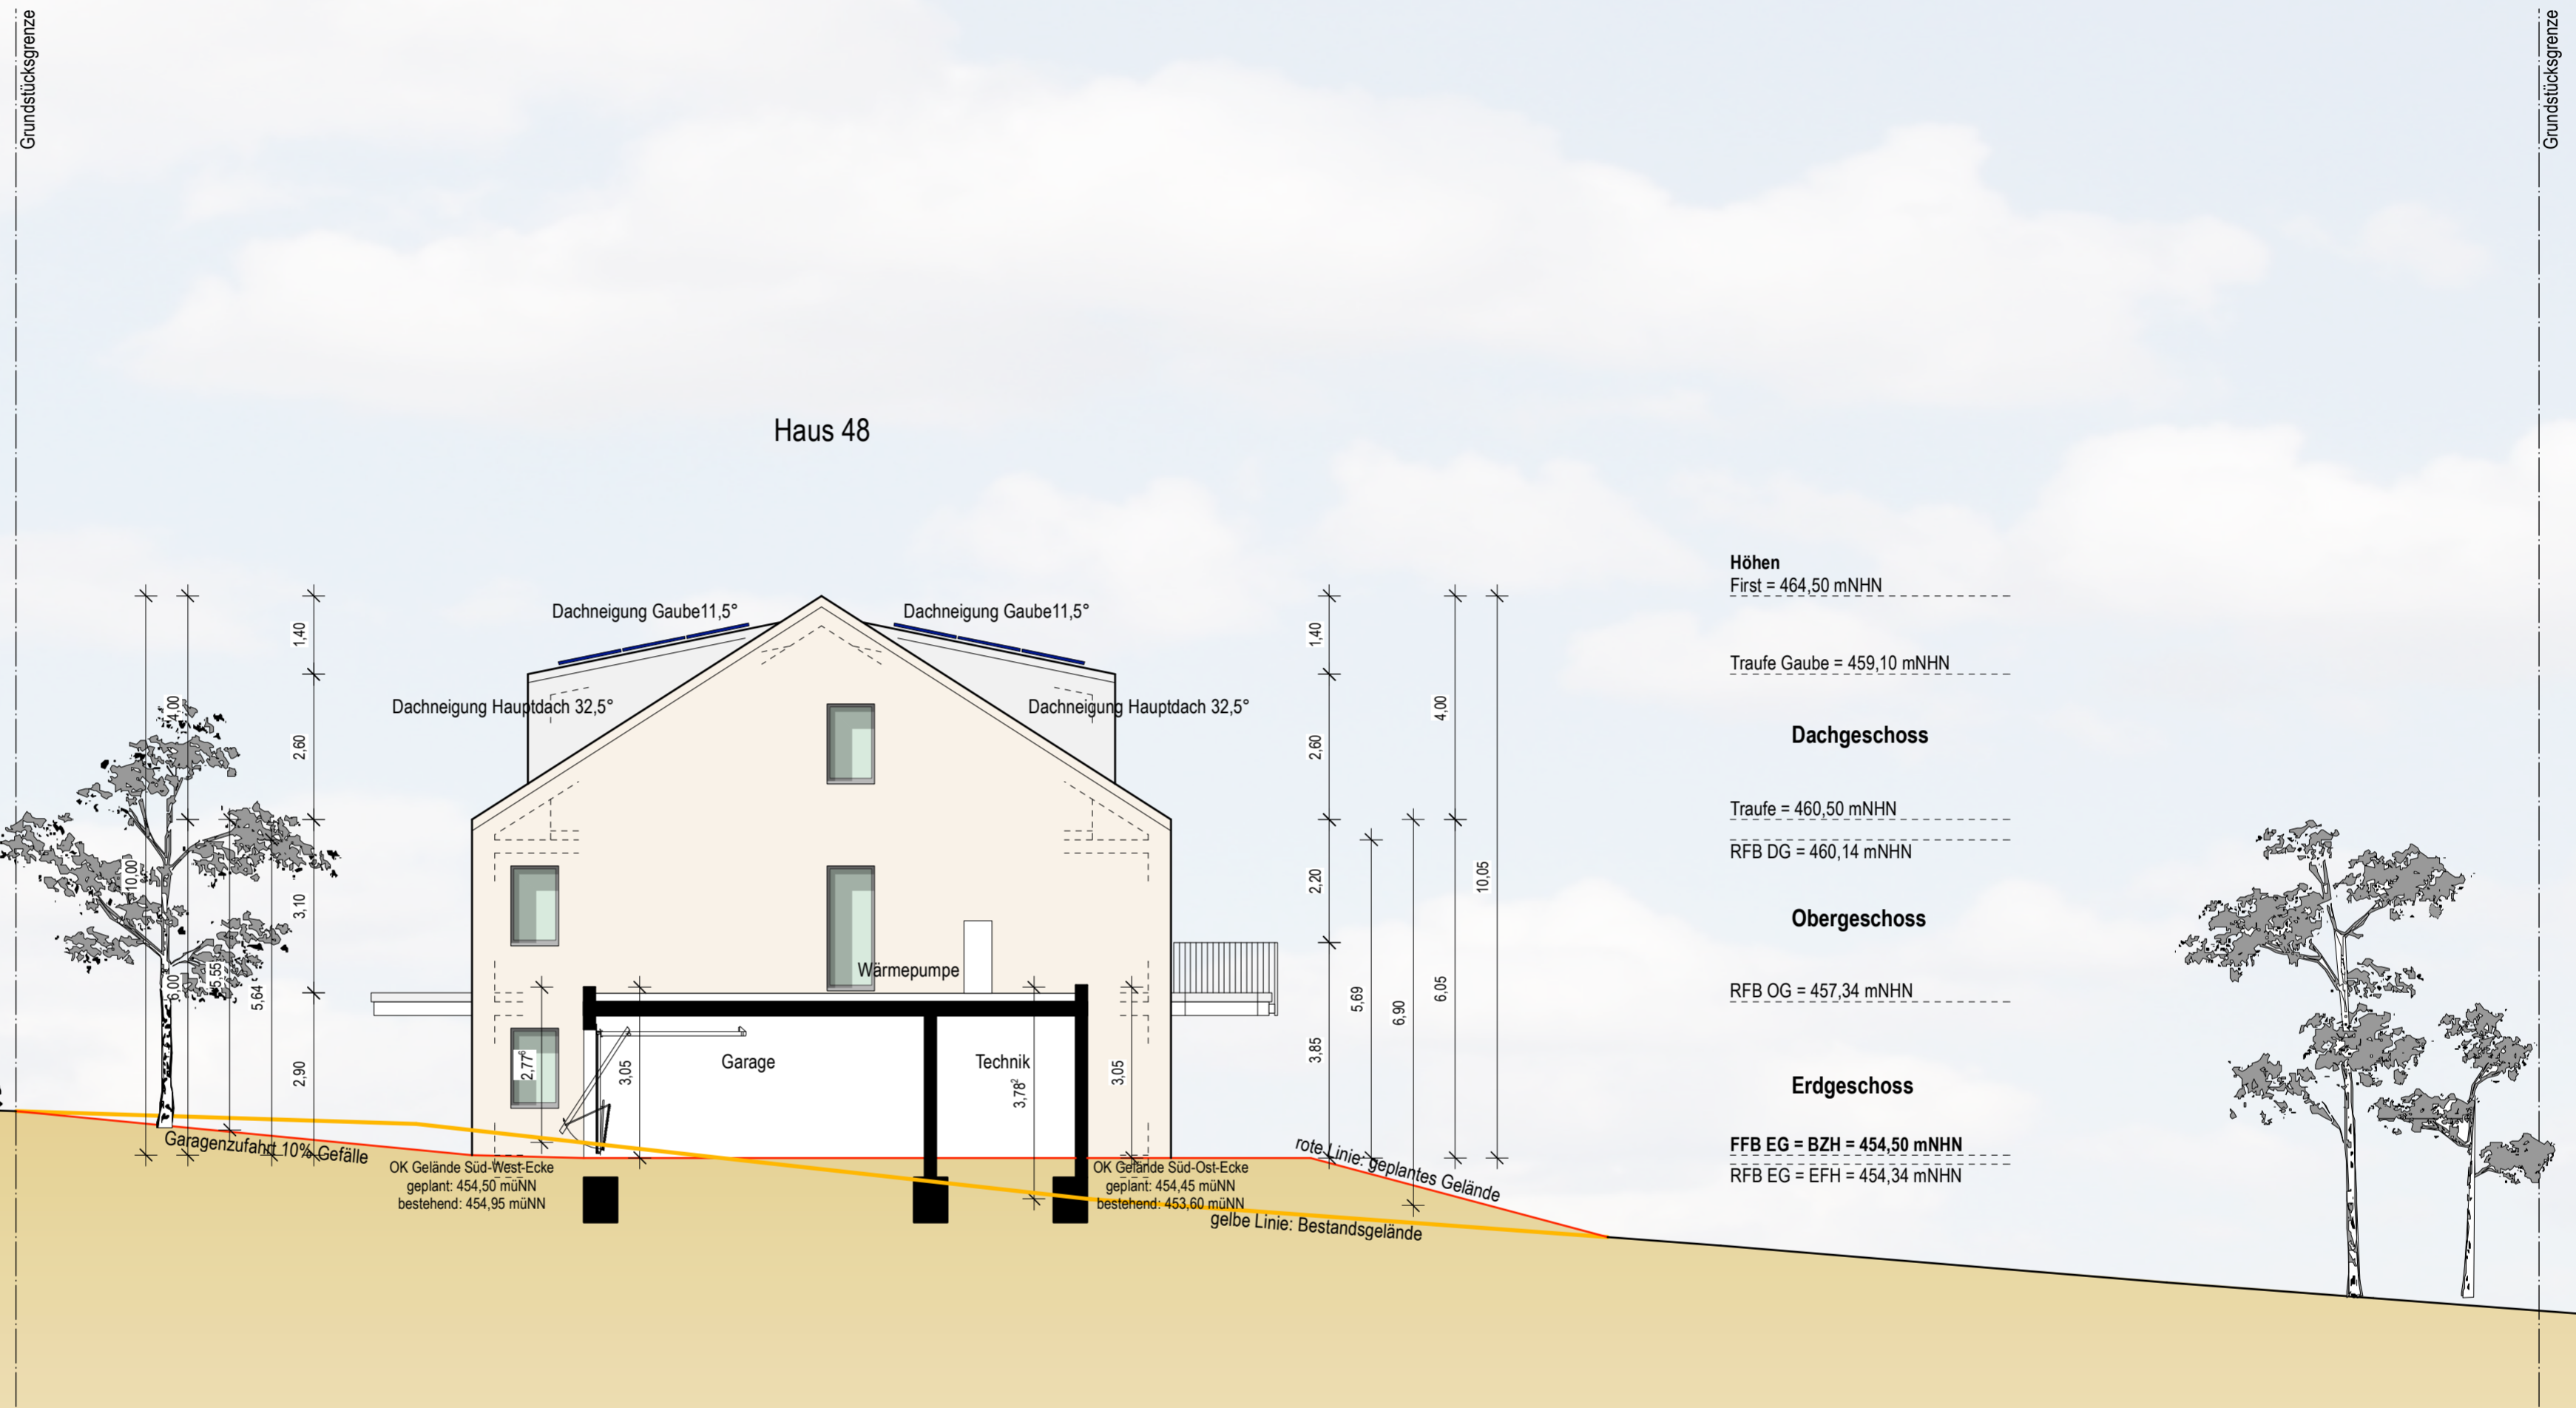 Grundstücksgrenze
Grundstücksgrenze
Haus 48
Höhen
First = 464,50 mNHN
Dachneigung Gaube11,5°
Dachneigung Gaube11,5°
1,40
1,40
Traufe Gaube = 459,10 mNHN
Dachneigung Hauptdach 32,5°
Dachneigung Hauptdach 32,5°
4,00
4,00
Dachgeschoss
2,60
2,60
Traufe = 460,50 mNHN
RFB DG = 460,14 mNHN
10,00
3,10
2,20
10,05
Obergeschoss
Wärmepumpe
6,00
5,55
5,64
5,69
6,90
6,05
RFB OG = 457,34 mNHN
Garage
Technik
2,90
2,77⁶
3,05
3,78²
3,05
3,85
Erdgeschoss
Garagenzufahrt 10% Gefälle
rote Linie: geplantes Gelände
FFB EG = BZH = 454,50 mNHN
RFB EG = EFH = 454,34 mNHN
OK Gelände Süd-West-Ecke
geplant: 454,50 müNN
bestehend: 454,95 müNN
OK Gelände Süd-Ost-Ecke
geplant: 454,45 müNN
bestehend: 453,60 müNN
gelbe Linie: Bestandsgelände